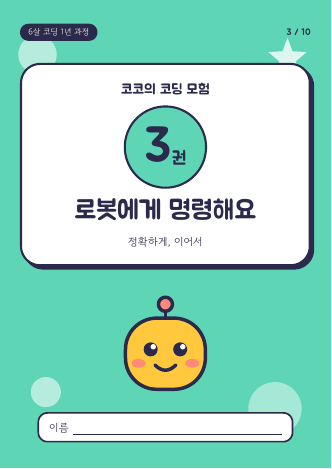 6살 코딩 1년 과정
3 / 10
코코의 코딩 모험
3권
로봇에게 명령해요
정확하게, 이어서
이름